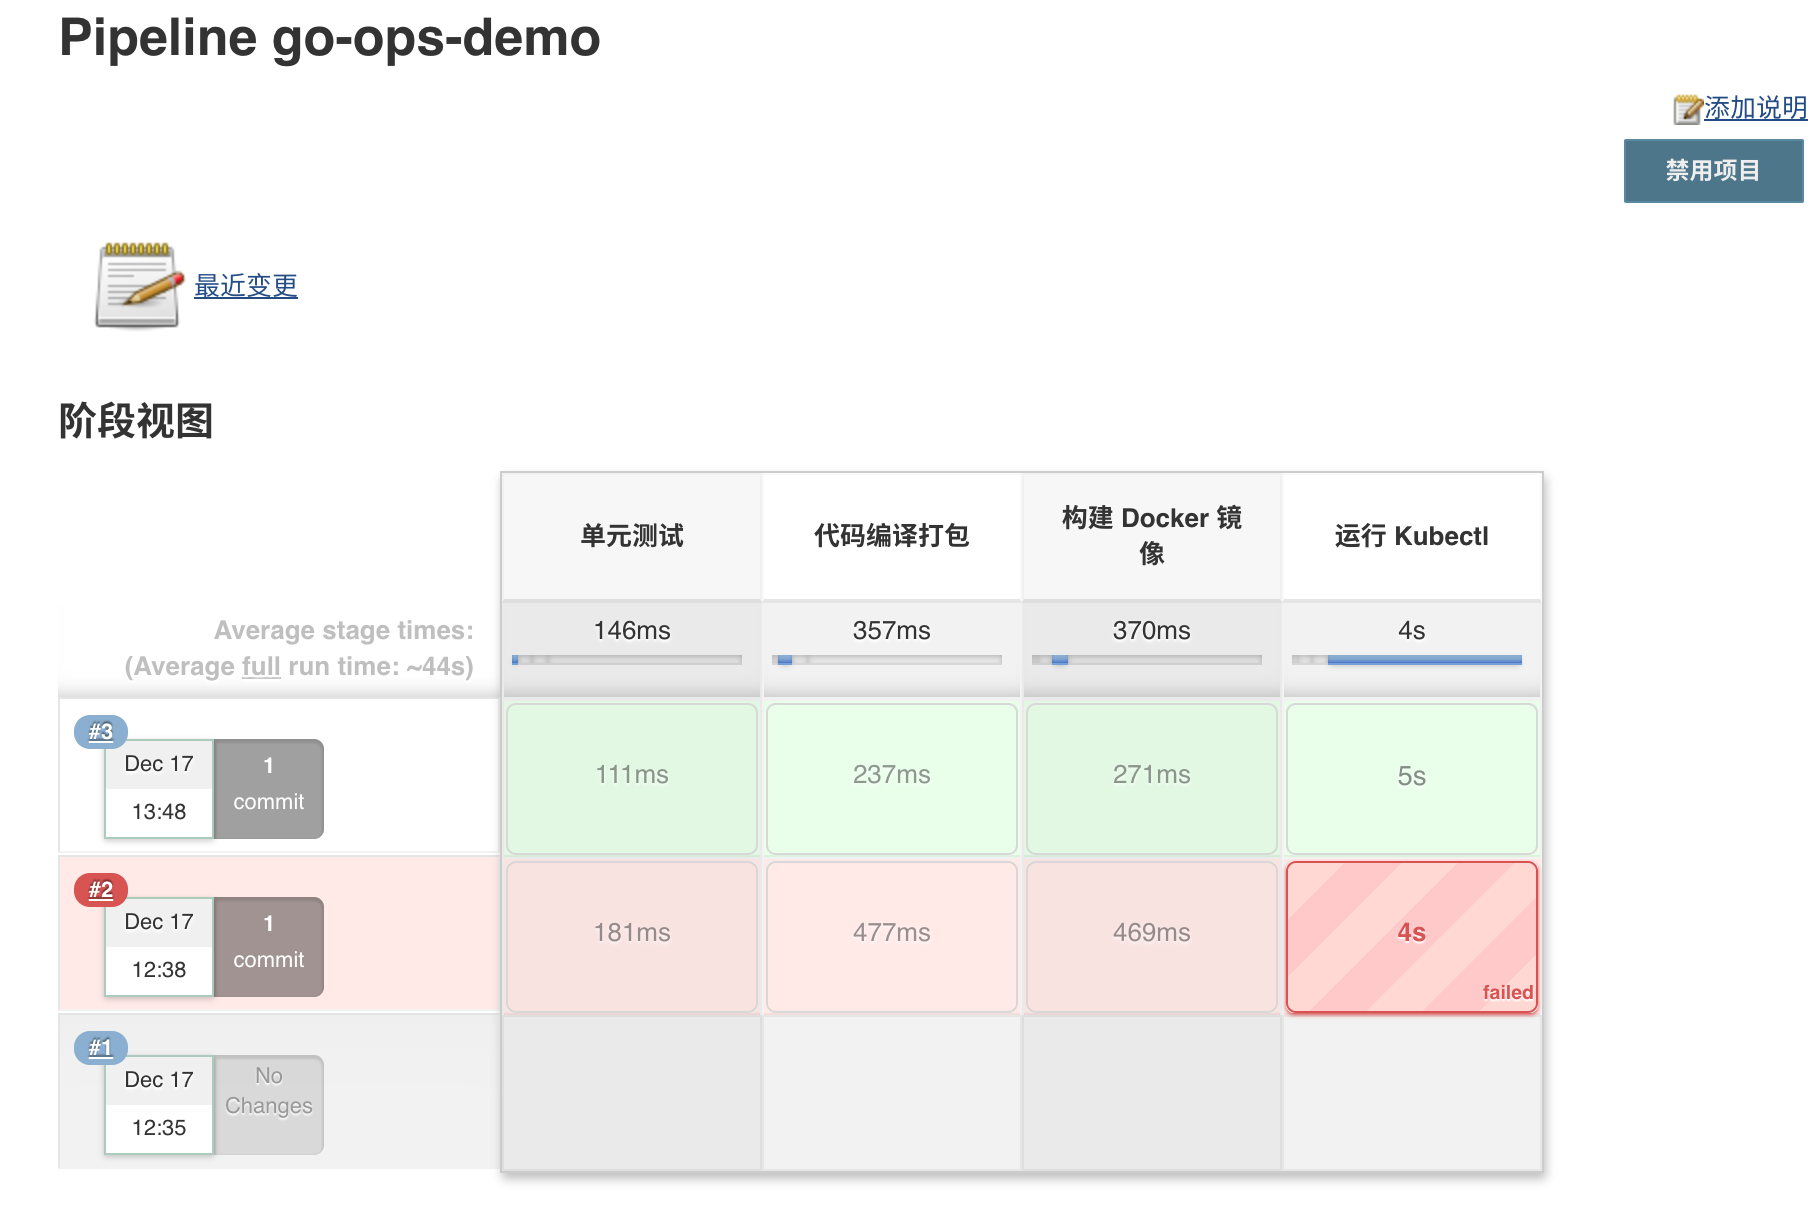 Pipeline go-ops-demo
添加说明
禁用项目
最近变更
阶段视图
单元测试
代码编译打包
构建 Docker 镜
像
运行 Kubectl
Average stage times:
(Average full run time: ~44s)
146ms
357ms
370ms
4s
#3
Dec 17
13:48
1
commit
111ms
237ms
271ms
5s
#2
Dec 17
12:38
1
commit
181ms
477ms
469ms
4s
failed
#1
Dec 17
12:35
No
Changes